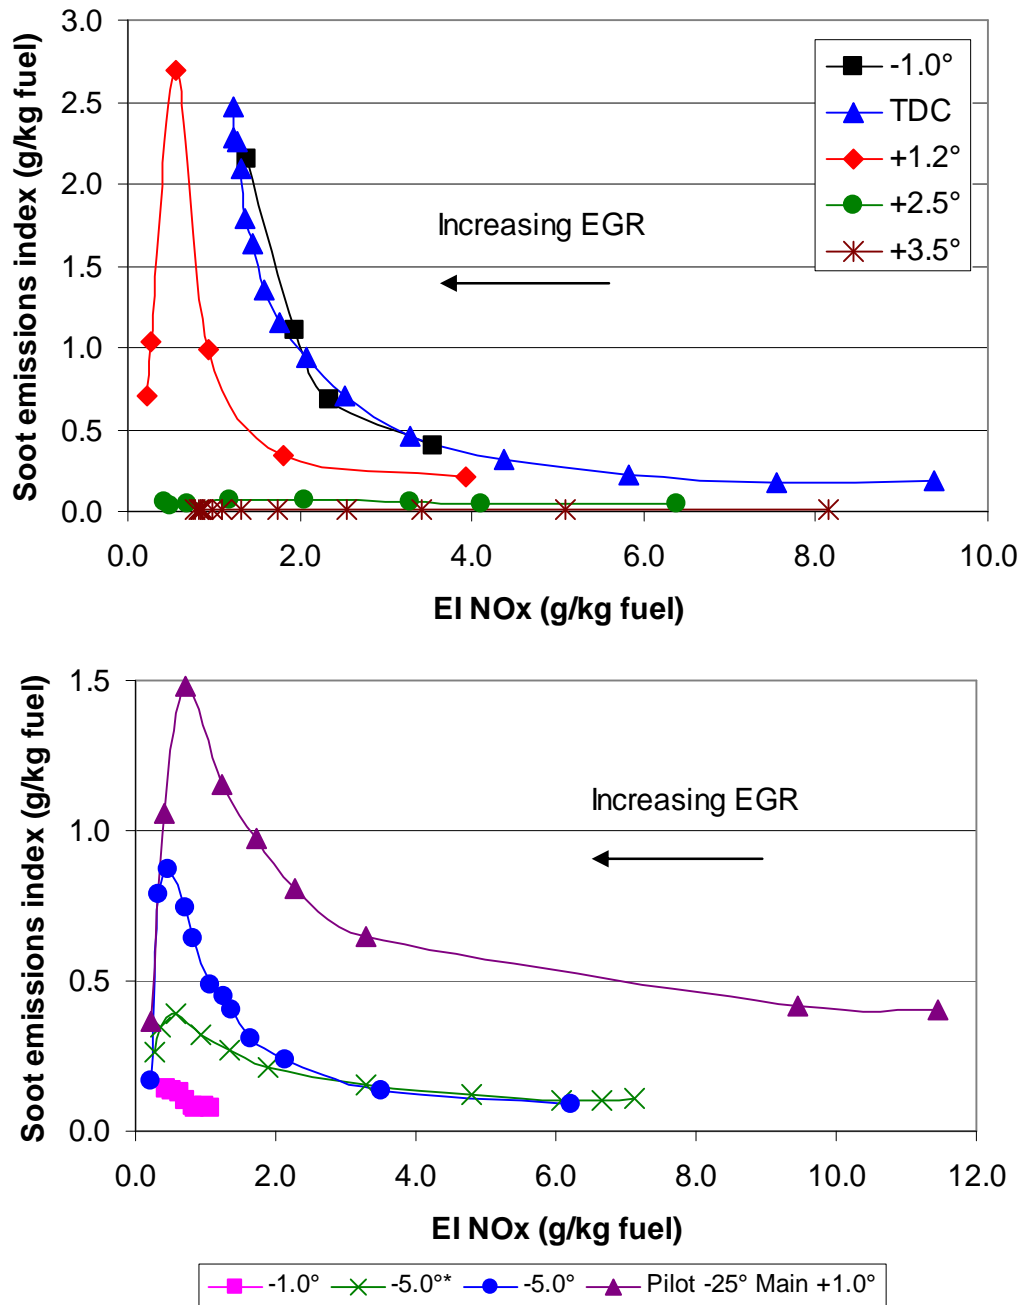 Soot emissions index (g/kg fuel)
3.0
2.5
2.0
1.5
1.0
0.5
0.0
-1.0°
TDC
+1.2°
+2.5°
+3.5°
Increasing EGR
0.0 2.0 4.0 6.0 8.0 10.0
EI NOx (g/kg fuel)
Soot emissions index (g/kg fuel)
1.5
1.0
0.5
0.0
Increasing EGR
0.0 2.0 4.0 6.0 8.0 10.0 12.0
EI NOx (g/kg fuel)
-1.0° -5.0°* -5.0° Pilot -25° Main +1.0°